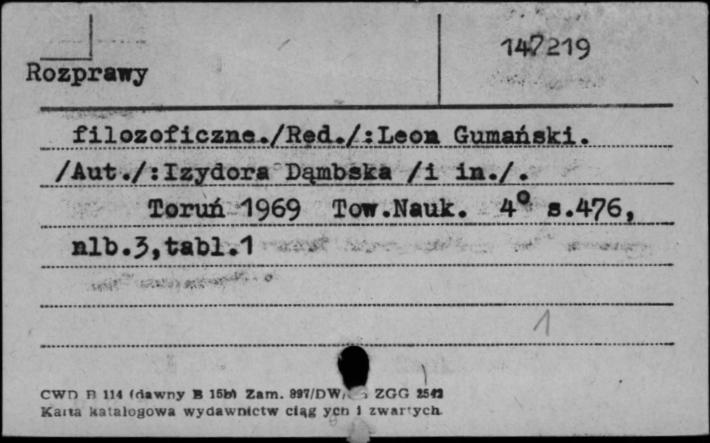 147219
Rozprawy
filozoficzne./Red./:Leon Gumański.
/Aut./:Izydora Dąmbska /i in./.
Toruń 1969 Tow.Nauk. 4° s.476,
nlb.3,tabl.1
1
CWD B 114 (dawny B 15b) Zam. 897/DW/ ZGG 2542
Karta katalogowa wydawnictw ciągłych i zwartych